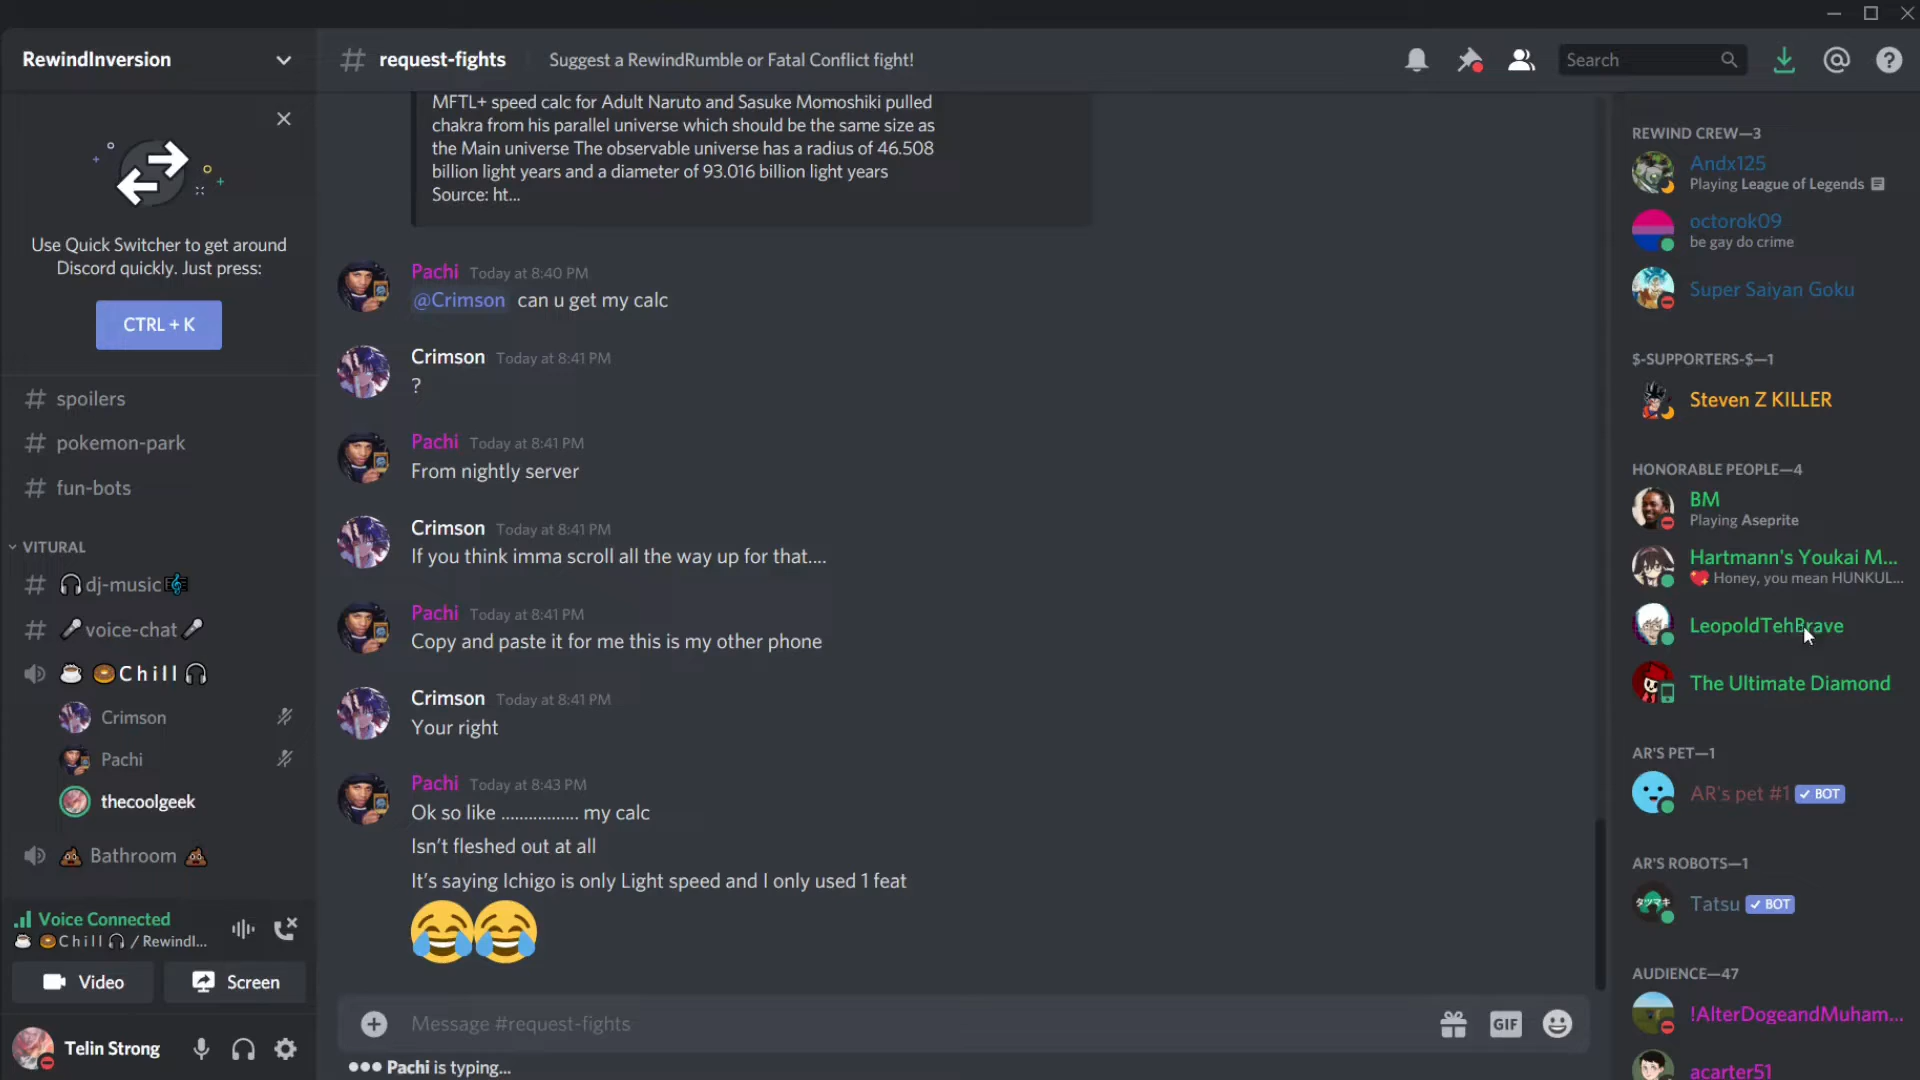 RewindInversion
Use Quick Switcher to get around
Discord quickly. Just press:
CTRL + K
# spoilers
# pokemon-park
# fun-bots
VITURAL
# 🎧dj-music🎼
# 🎤voice-chat🎤
☕ 🍩Chill🎧
Crimson
Pachi
thecoolgeek
💩 Bathroom 💩
Voice Connected
☕ 🍩Chill🎧 / RewindI...
Video
Screen
Telin Strong
# request-fights
Suggest a RewindRumble or Fatal Conflict fight!
Search
MFTL+ speed calc for Adult Naruto and Sasuke Momoshiki pulled
chakra from his parallel universe which should be the same size as
the Main universe The observable universe has a radius of 46.508
billion light years and a diameter of 93.016 billion light years
Source: ht...
Pachi Today at 8:40 PM
@Crimson can u get my calc
Crimson Today at 8:41 PM
?
Pachi Today at 8:41 PM
From nightly server
Crimson Today at 8:41 PM
If you think imma scroll all the way up for that....
Pachi Today at 8:41 PM
Copy and paste it for me this is my other phone
Crimson Today at 8:41 PM
Your right
Pachi Today at 8:43 PM
Ok so like ................. my calc
Isn't fleshed out at all
It's saying Ichigo is only Light speed and I only used 1 feat
😂😂
Message #request-fights
GIF
Pachi is typing...
REWIND CREW—3
Andx125
Playing League of Legends
octorok09
be gay do crime
Super Saiyan Goku
$-SUPPORTERS-$—1
Steven Z KILLER
HONORABLE PEOPLE—4
BM
Playing Aseprite
Hartmann's Youkai M...
💖 Honey, you mean HUNKUL...
LeopoldTehBrave
The Ultimate Diamond
AR'S PET—1
AR's pet #1 ✓ BOT
AR'S ROBOTS—1
タツマキ
Tatsu ✓ BOT
AUDIENCE—47
!AlterDogeandMuham...
acarter51